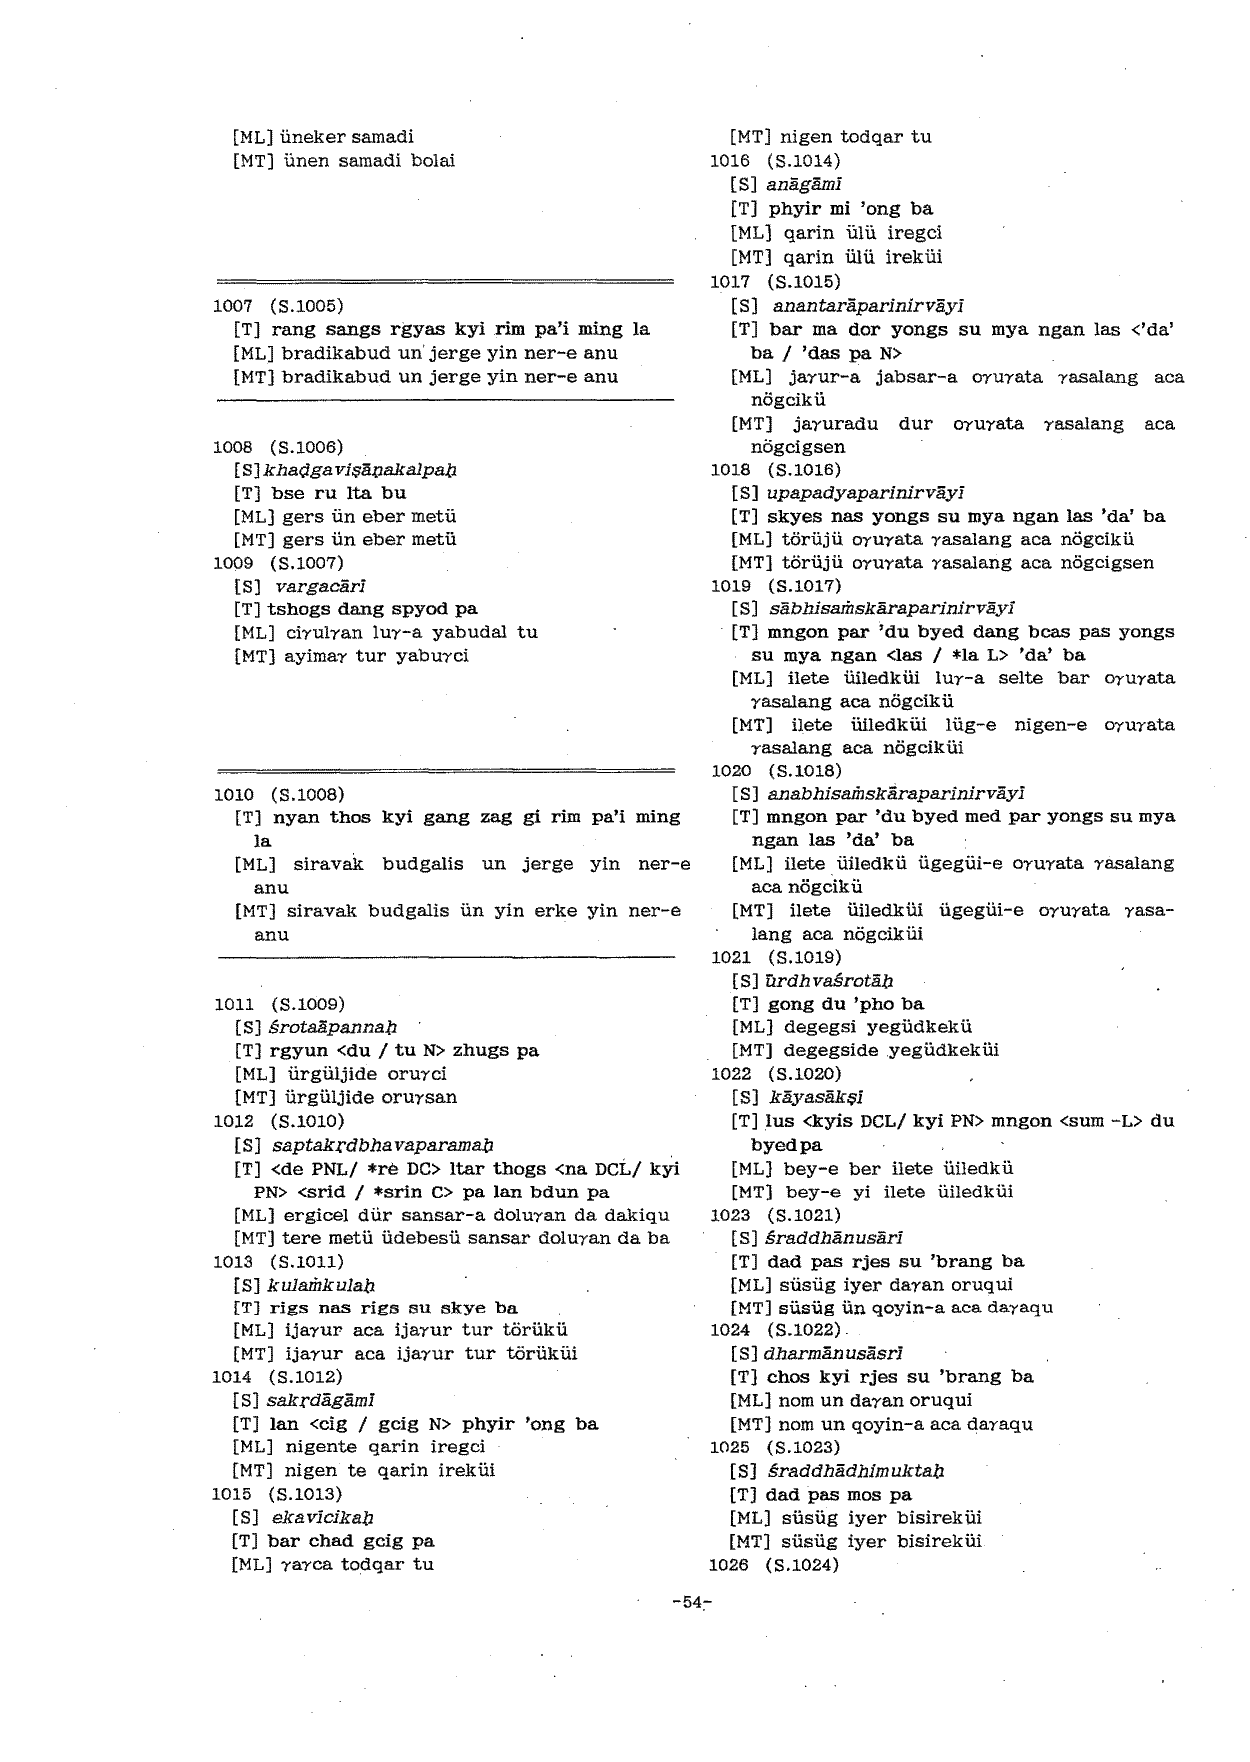 [ML] üneker samadi
[MT] ünen samadi bolai
1007 (S.1005)
[T] rang sangs rgyas kyi rim pa'i ming la
[ML] bradikabud un jerge yin ner-e anu
[MT] bradikabud un jerge yin ner-e anu
1008 (S.1006)
[S] khaḍgaviṣāṇakalpaḥ
[T] bse ru lta bu
[ML] gers ün eber metü
[MT] gers ün eber metü
1009 (S.1007)
[S] vargacārī
[T] tshogs dang spyod pa
[ML] ciγulγan luγ-a yabudal tu
[MT] ayimaγ tur yabuγci
1010 (S.1008)
[T] nyan thos kyi gang zag gi rim pa'i ming
la
[ML] siravak budgalis un jerge yin ner-e
anu
[MT] siravak budgalis ün yin erke yin ner-e
anu
1011 (S.1009)
[S] śrotaāpannaḥ
[T] rgyun <du / tu N> zhugs pa
[ML] ürgüljide oruγci
[MT] ürgüljide oruγsan
1012 (S.1010)
[S] saptakṛdbhavaparamaḥ
[T] <de PNL/ *re DC> ltar thogs <na DCL/ kyi
PN> <srid / *srin C> pa lan bdun pa
[ML] ergicel dür sansar-a doluγan da dakiqu
[MT] tere metü üdebesü sansar doluγan da ba
1013 (S.1011)
[S] kulaṁkulaḥ
[T] rigs nas rigs su skye ba
[ML] ijaγur aca ijaγur tur törükü
[MT] ijaγur aca ijaγur tur törüküi
1014 (S.1012)
[S] sakṛdāgāmī
[T] lan <cig / gcig N> phyir 'ong ba
[ML] nigente qarin iregci
[MT] nigen te qarin ireküi
1015 (S.1013)
[S] ekavīcikaḥ
[T] bar chad gcig pa
[ML] γaγca todqar tu
[MT] nigen todqar tu
1016 (S.1014)
[S] anāgāmī
[T] phyir mi 'ong ba
[ML] qarin ülü iregci
[MT] qarin ülü ireküi
1017 (S.1015)
[S] anantarāparinirvāyī
[T] bar ma dor yongs su mya ngan las <'da'
ba / 'das pa N>
[ML] jaγur-a jabsar-a oγuγata γasalang aca
nögcikü
[MT] jaγuradu dur oγuγata γasalang aca
nögcigsen
1018 (S.1016)
[S] upapadyaparinirvāyī
[T] skyes nas yongs su mya ngan las 'da' ba
[ML] törüjü oγuγata γasalang aca nögcikü
[MT] törüjü oγuγata γasalang aca nögcigsen
1019 (S.1017)
[S] sābhisaṁskāraparinirvāyī
[T] mngon par 'du byed dang bcas pas yongs
su mya ngan <las / *la L> 'da' ba
[ML] ilete üiledküi luγ-a selte bar oγuγata
γasalang aca nögcikü
[MT] ilete üiledküi lüg-e nigen-e oγuγata
γasalang aca nögciküi
1020 (S.1018)
[S] anabhisaṁskāraparinirvāyī
[T] mngon par 'du byed med par yongs su mya
ngan las 'da' ba
[ML] ilete üiledkü ügegüi-e oγuγata γasalang
aca nögcikü
[MT] ilete üiledküi ügegüi-e oγuγata γasa-
lang aca nögciküi
1021 (S.1019)
[S] ūrdhvaśrotāḥ
[T] gong du 'pho ba
[ML] degegsi yegüdkekü
[MT] degegside yegüdkeküi
1022 (S.1020)
[S] kāyasākṣī
[T] lus <kyis DCL/ kyi PN> mngon <sum -L> du
byed pa
[ML] bey-e ber ilete üiledkü
[MT] bey-e yi ilete üiledküi
1023 (S.1021)
[S] śraddhānusārī
[T] dad pas rjes su 'brang ba
[ML] süsüg iyer daγan oruqui
[MT] süsüg ün qoyin-a aca daγaqu
1024 (S.1022)
[S] dharmānusāsrī
[T] chos kyi rjes su 'brang ba
[ML] nom un daγan oruqui
[MT] nom un qoyin-a aca daγaqu
1025 (S.1023)
[S] śraddhādhimuktaḥ
[T] dad pas mos pa
[ML] süsüg iyer bisireküi
[MT] süsüg iyer bisireküi
1026 (S.1024)
-54-